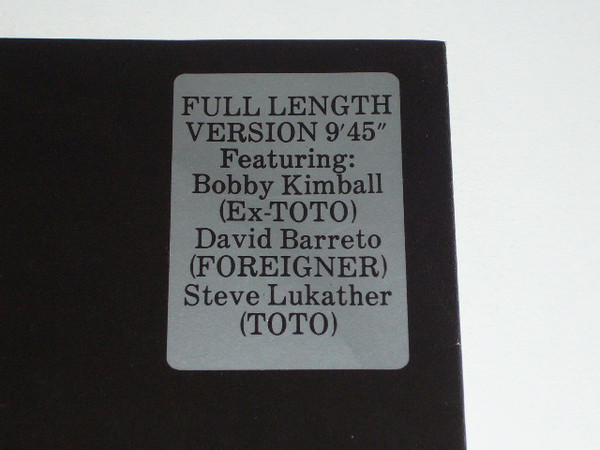 FULL LENGTH
VERSION 9′45″
Featuring:
Bobby Kimball
(Ex-TOTO)
David Barreto
(FOREIGNER)
Steve Lukather
(TOTO)